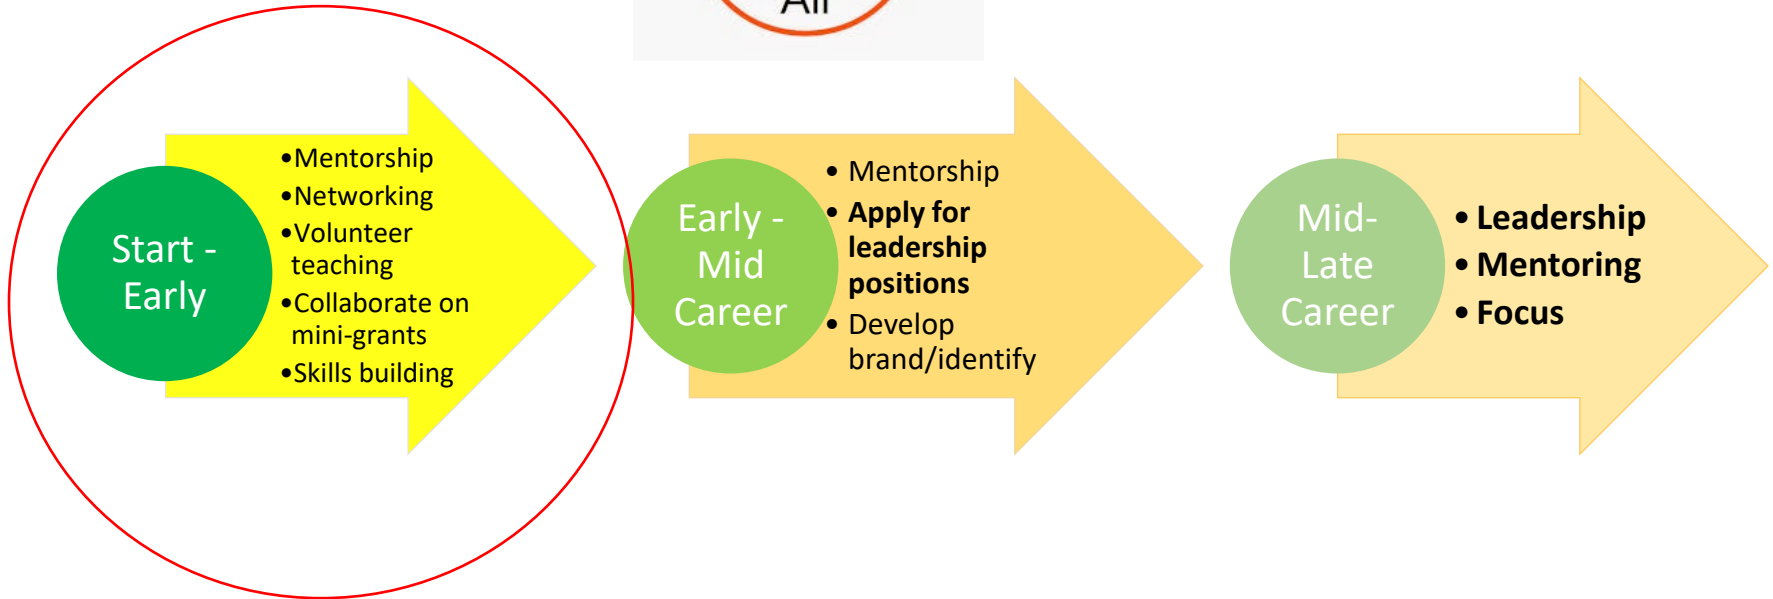 All
Start -
Early
•Mentorship
•Networking
•Volunteer
teaching
•Collaborate on
mini-grants
•Skills building
Early -
Mid
Career
• Mentorship
• Apply for
leadership
positions
• Develop
brand/identify
Mid-
Late
Career
• Leadership
• Mentoring
• Focus